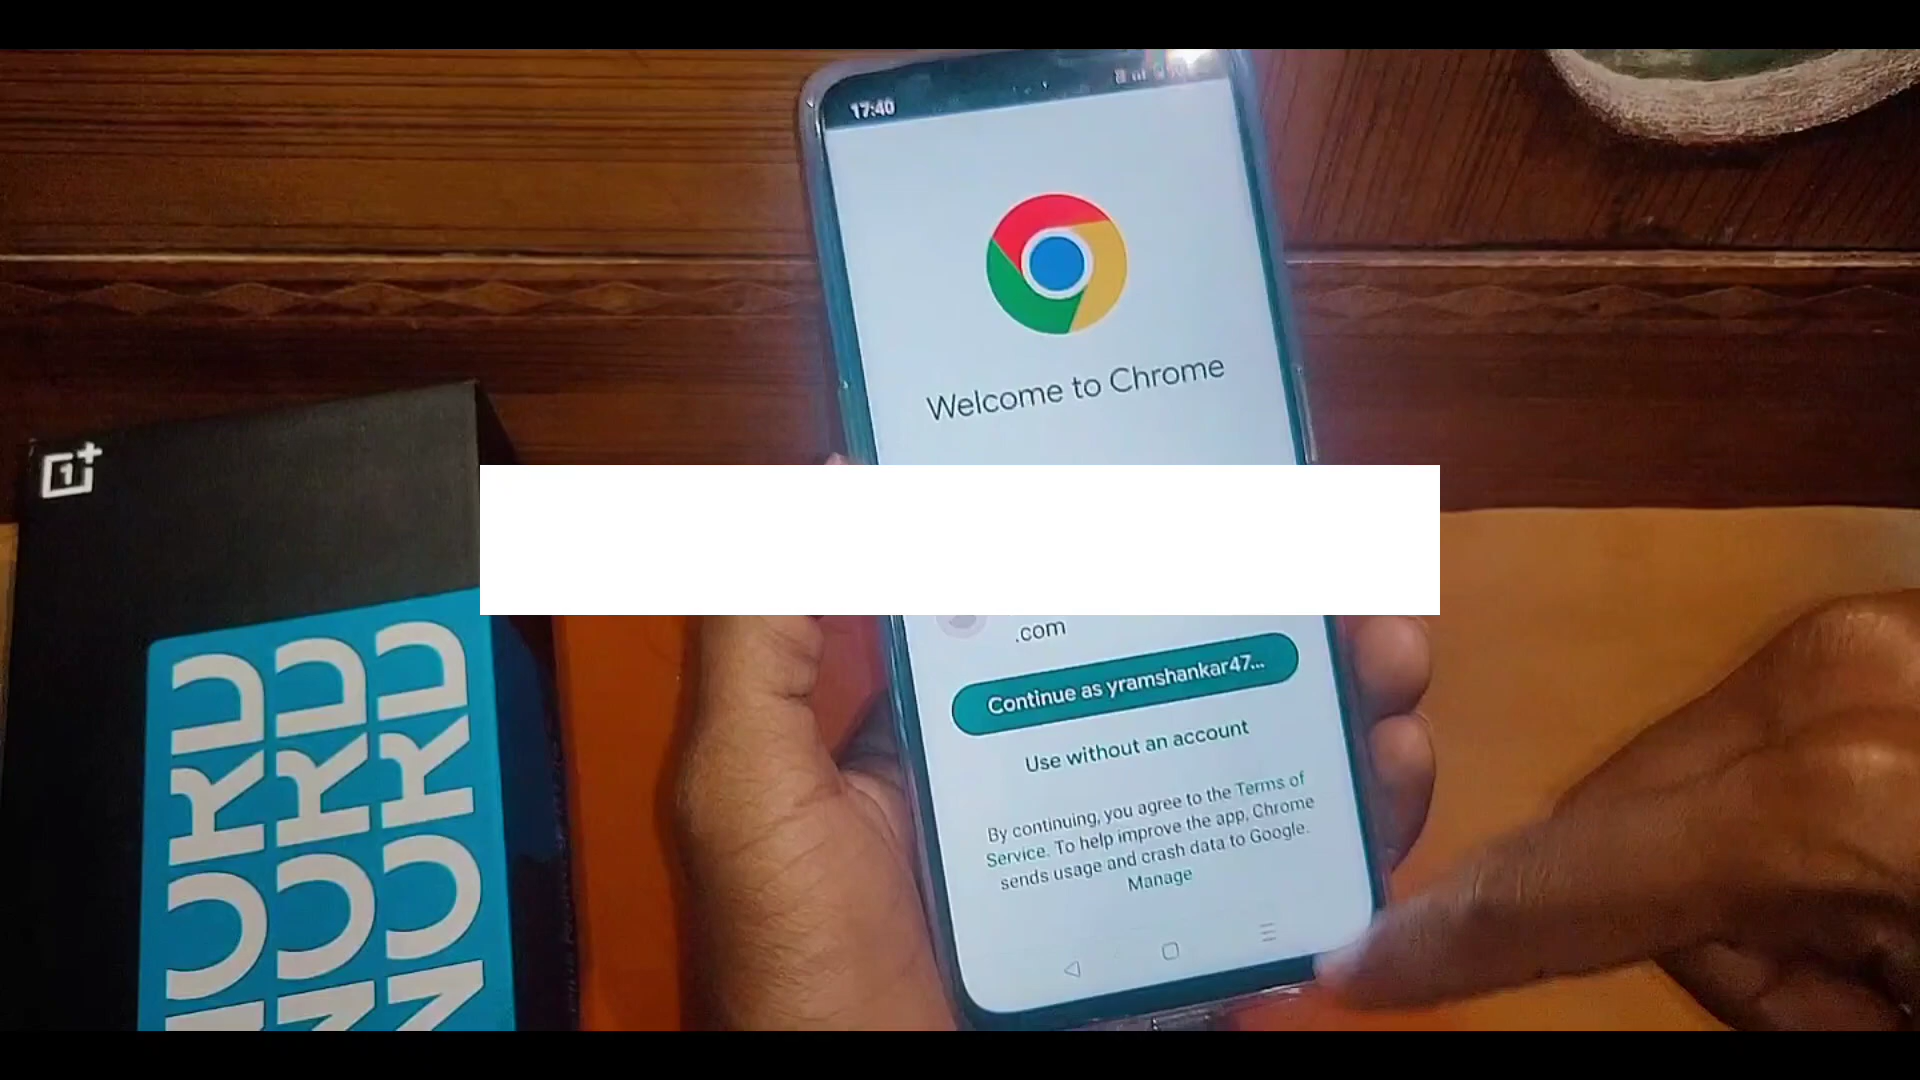 17:40
Welcome to Chrome
.com
Continue as yramshankar47...
Use without an account
By continuing, you agree to the Terms of
Service. To help improve the app, Chrome
sends usage and crash data to Google.
Manage
1+
NORD
NORD
NORD
NORD